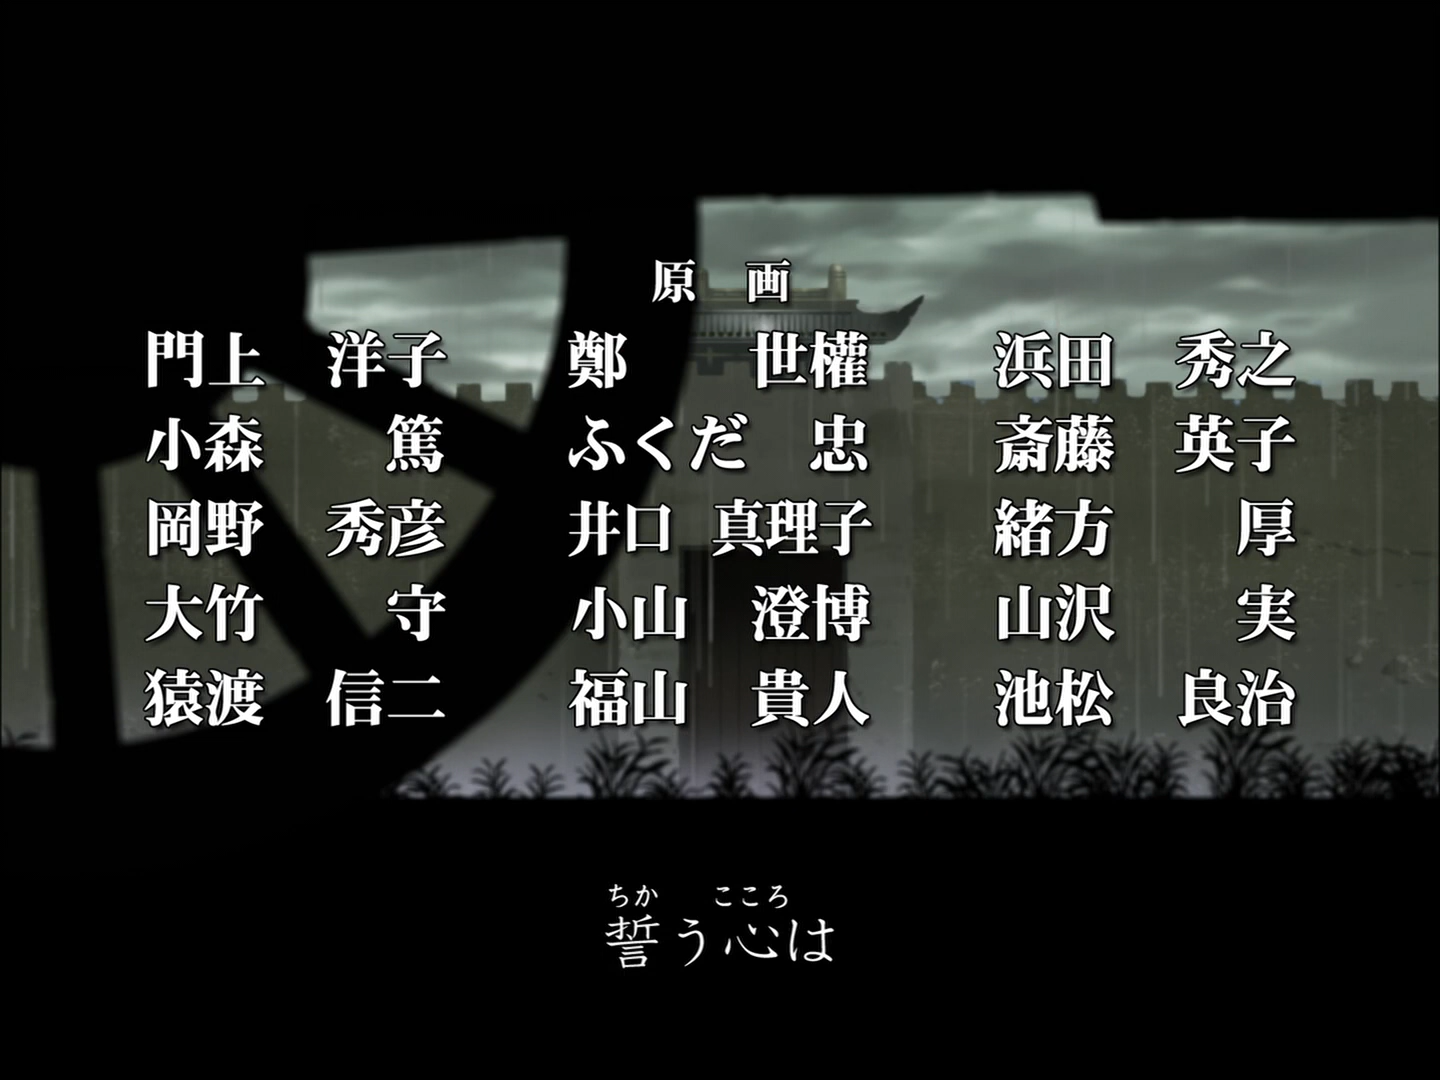 原 画
門上 洋子 鄭 世權 浜田 秀之
小森 篤 ふくだ 忠 斎藤 英子
岡野 秀彦 井口 真理子 緒方 厚
大竹 守 小山 澄博 山沢 実
猿渡 信二 福山 貴人 池松 良治
ちか こころ
誓う心は